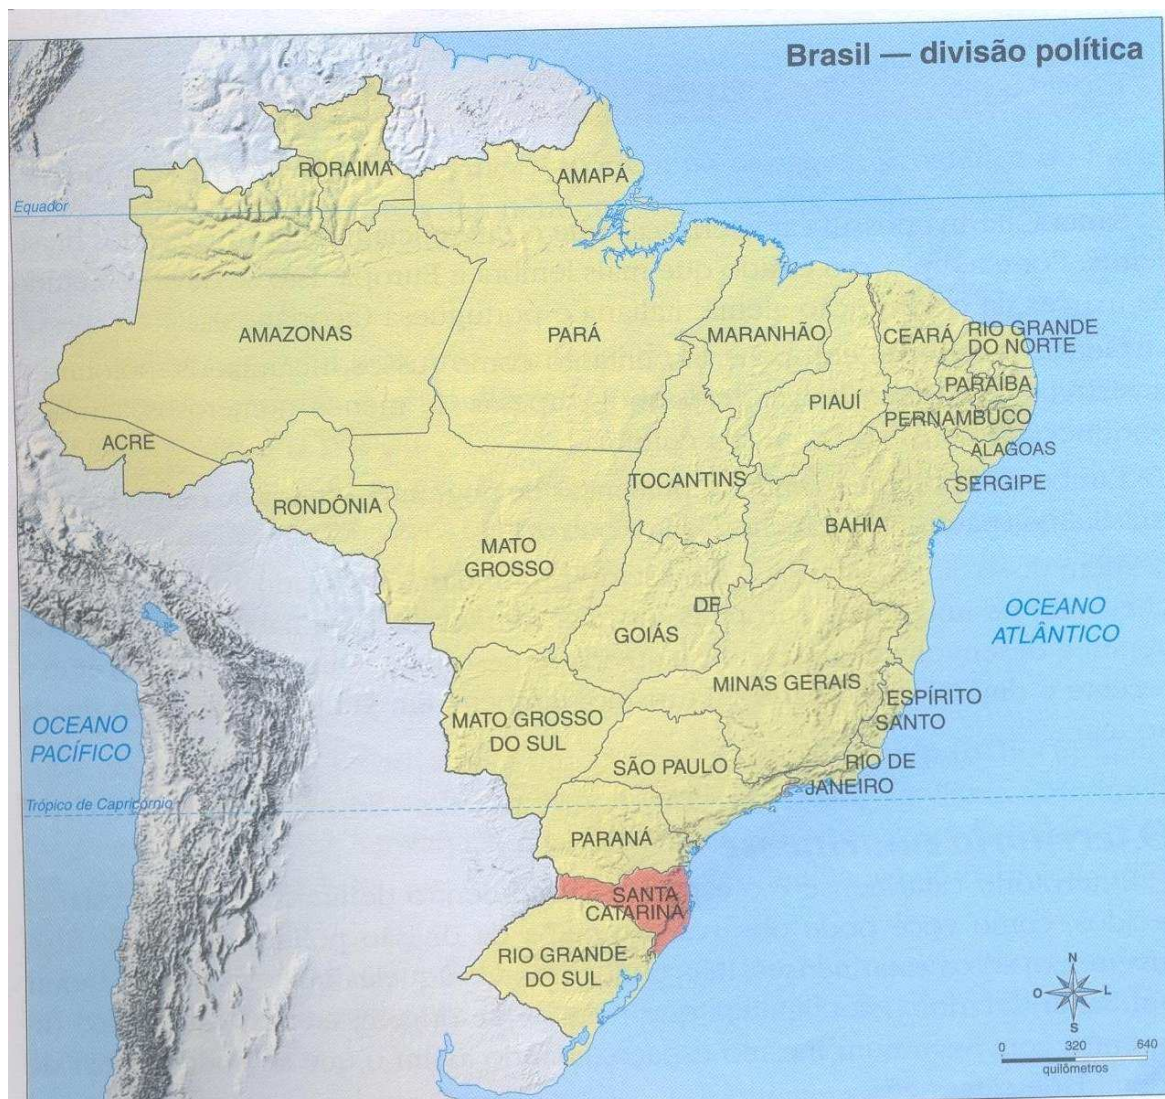 Brasil — divisão política
RORAIMA
AMAPÁ
Equador
AMAZONAS
PARÁ
MARANHÃO
CEARÁ
RIO GRANDE
DO NORTE
PARAÍBA
PIAUÍ
PERNAMBUCO
ACRE
ALAGOAS
TOCANTINS
SERGIPE
RONDÔNIA
BAHIA
MATO
GROSSO
DF
GOIÁS
OCEANO
ATLÂNTICO
MINAS GERAIS
ESPÍRITO
SANTO
OCEANO
PACÍFICO
MATO GROSSO
DO SUL
SÃO PAULO
RIO DE
JANEIRO
Trópico de Capricórnio
PARANÁ
SANTA
CATARINA
RIO GRANDE
DO SUL
N
O
L
S
0 320 640
quilômetros